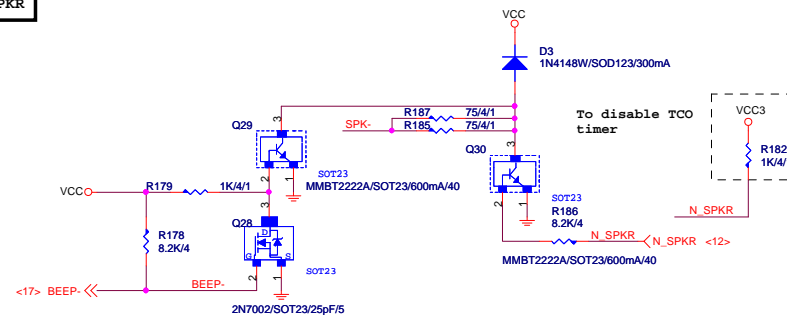 PKR
VCC
D3
1N4148W/SOD123/300mA
R187 75/4/1
SPK-
R185 75/4/1
To disable TCO
timer
VCC3
R182
1K/4/
Q29
3
SOT23
2
1
MMBT2222A/SOT23/600mA/40
Q30
3
SOT23
2
1
R186
8.2K/4
N_SPKR
N_SPKR
N_SPKR <12>
MMBT2222A/SOT23/600mA/40
VCC
R179 1K/4/1
R178
8.2K/4
Q28
3
D
G
S
SOT23
2
1
<17> BEEP-
BEEP-
2N7002/SOT23/25pF/5